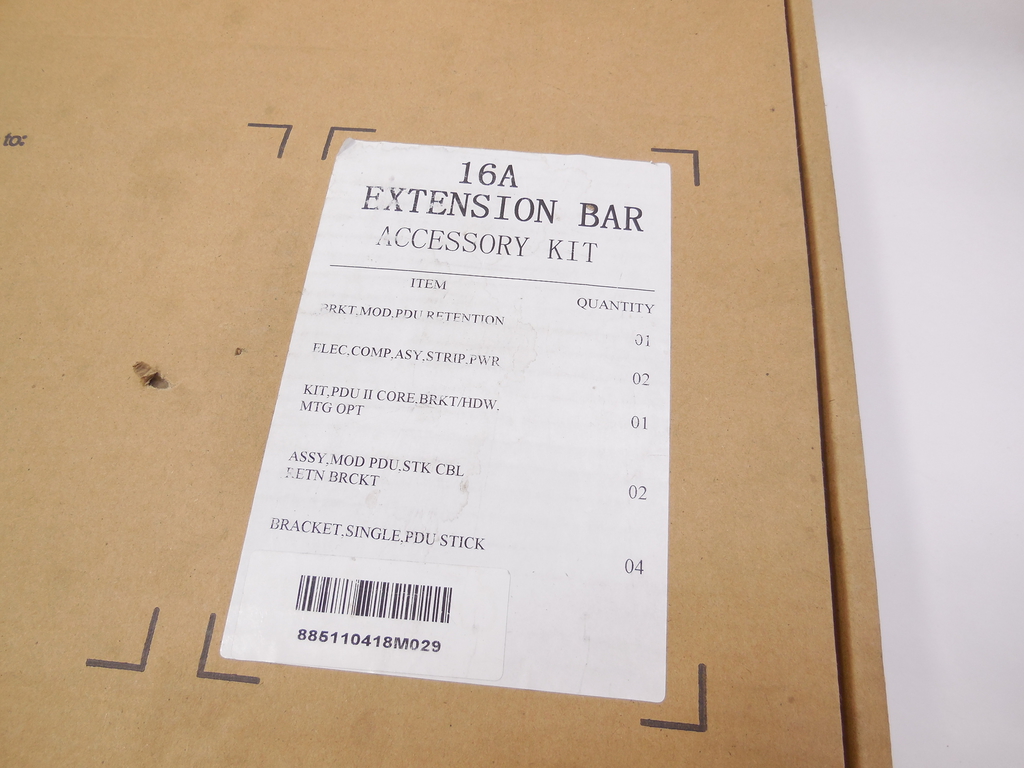 to:
16A
EXTENSION BAR
ACCESSORY KIT
ITEM QUANTITY
BRKT,MOD,PDU RETENTION 01
ELEC,COMP,ASY,STRIP,PWR 02
KIT,PDU II CORE,BRKT/HDW, 01
MTG OPT
ASSY,MOD PDU,STK CBL 02
RETN BRCKT
BRACKET,SINGLE,PDU STICK 04
885110418M029